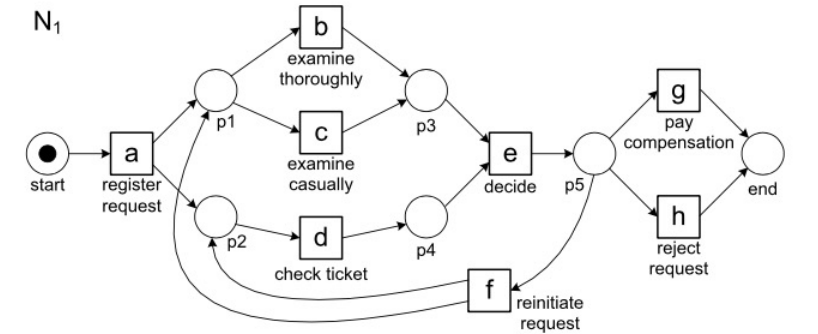 N1
b
examine
thoroughly
p1
p3
c
examine
casually
start
a
register
request
e
decide
p5
g
pay
compensation
end
p2
d
check ticket
p4
h
reject
request
f
reinitiate
request